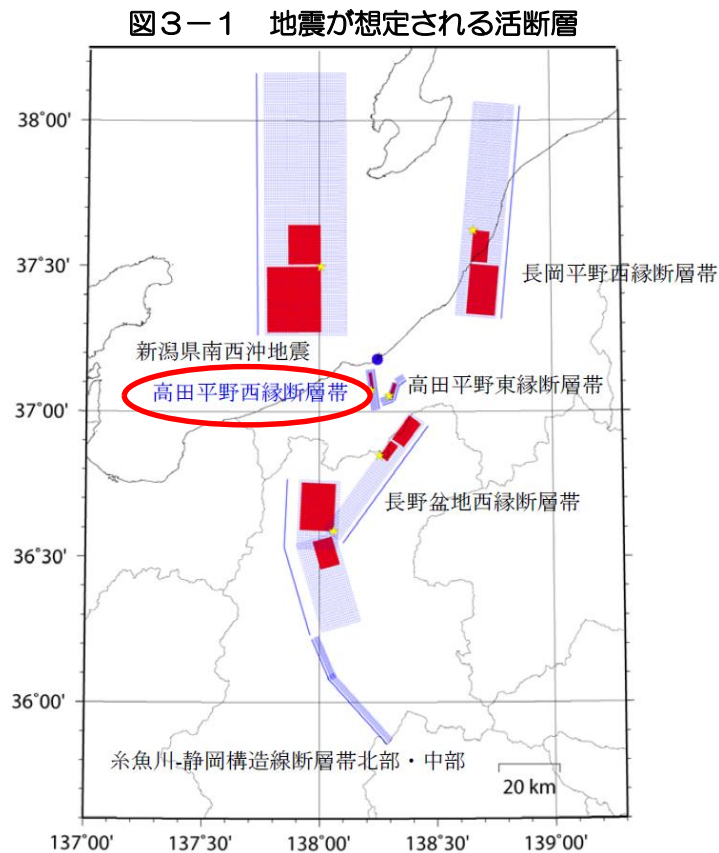 図３－１　地震が想定される活断層
38°00'
37°30'
長岡平野西縁断層帯
新潟県南西沖地震
高田平野西縁断層帯
高田平野東縁断層帯
37°00'
長野盆地西縁断層帯
36°30'
36°00'
糸魚川-静岡構造線断層帯北部・中部
20 km
137°00'
137°30'
138°00'
138°30'
139°00'